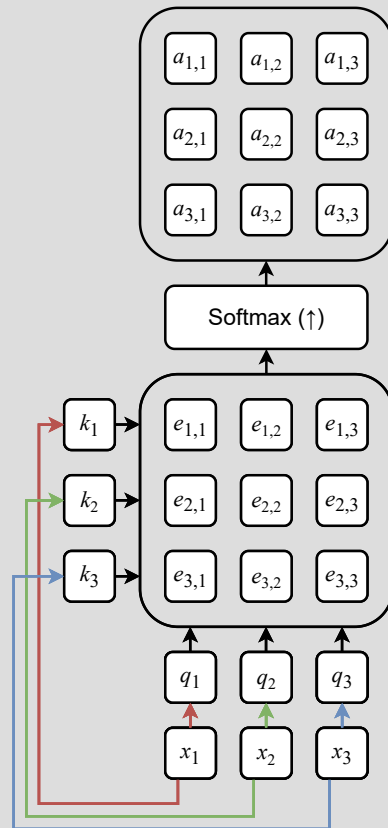 a1,1 a1,2 a1,3
a2,1 a2,2 a2,3
a3,1 a3,2 a3,3
Softmax (↑)
k1 e1,1 e1,2 e1,3
k2 e2,1 e2,2 e2,3
k3 e3,1 e3,2 e3,3
q1 q2 q3
x1 x2 x3